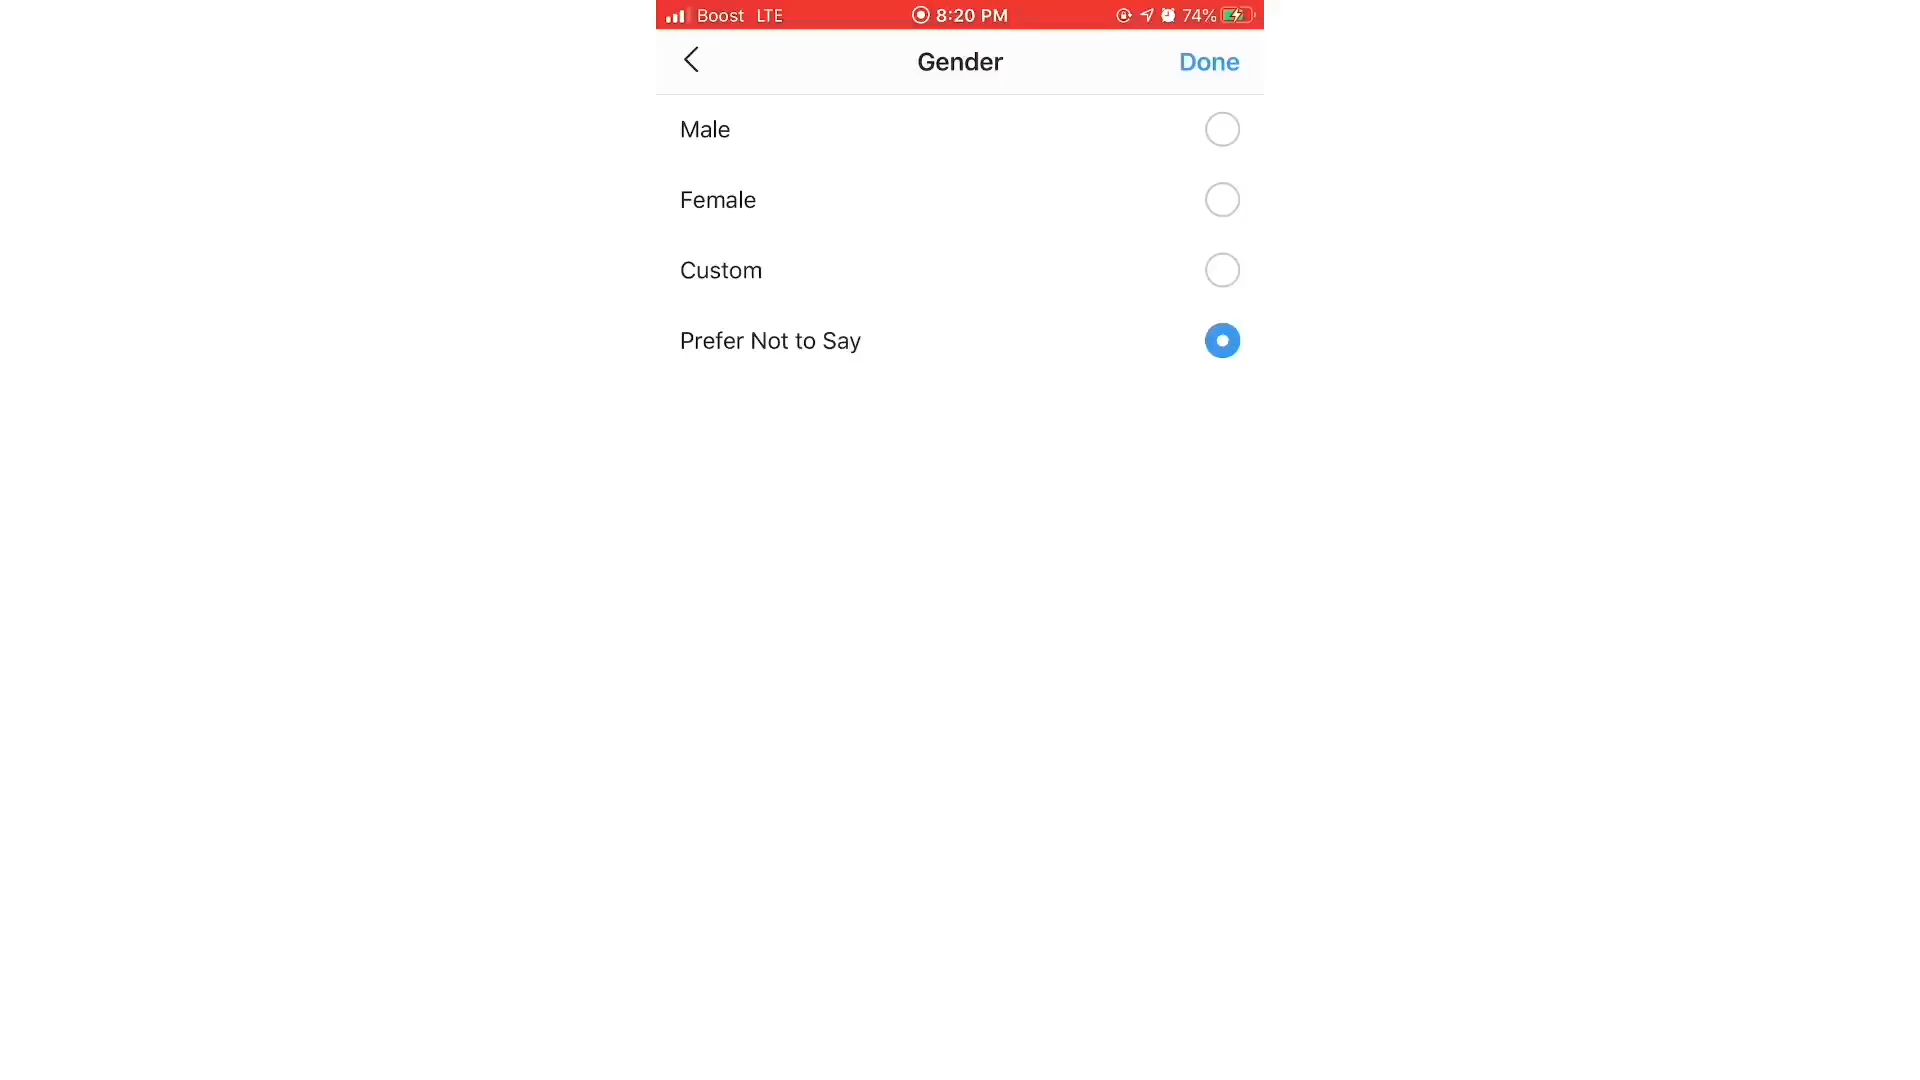 Boost LTE 8:20 PM 74%
Gender Done
Male
Female
Custom
Prefer Not to Say